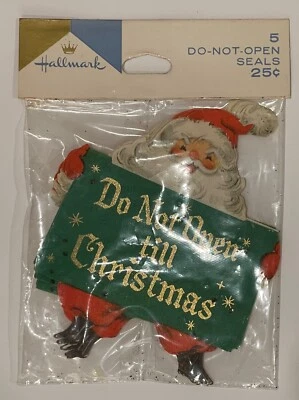 Hallmark
5
DO-NOT-OPEN
SEALS
25¢
Do Not Open
till
Christmas